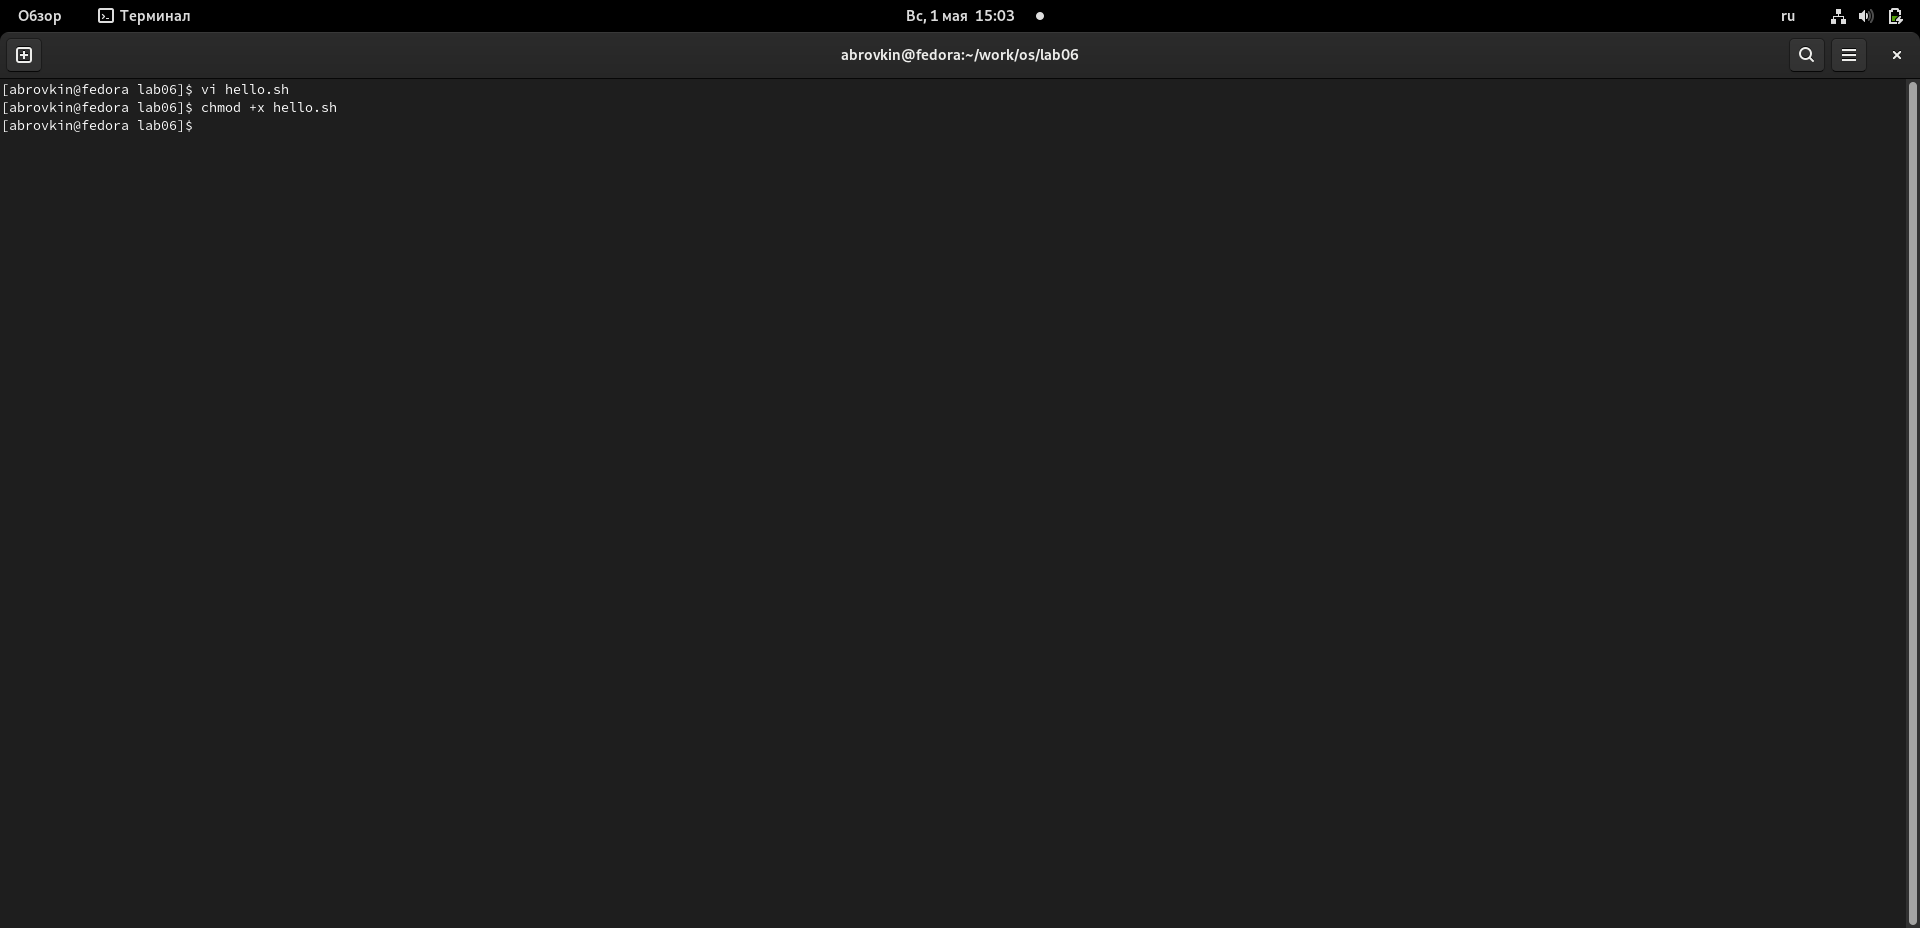 Обзор Терминал Вс, 1 мая 15:03 ru
abrovkin@fedora:~/work/os/lab06
[abrovkin@fedora lab06]$ vi hello.sh
[abrovkin@fedora lab06]$ chmod +x hello.sh
[abrovkin@fedora lab06]$